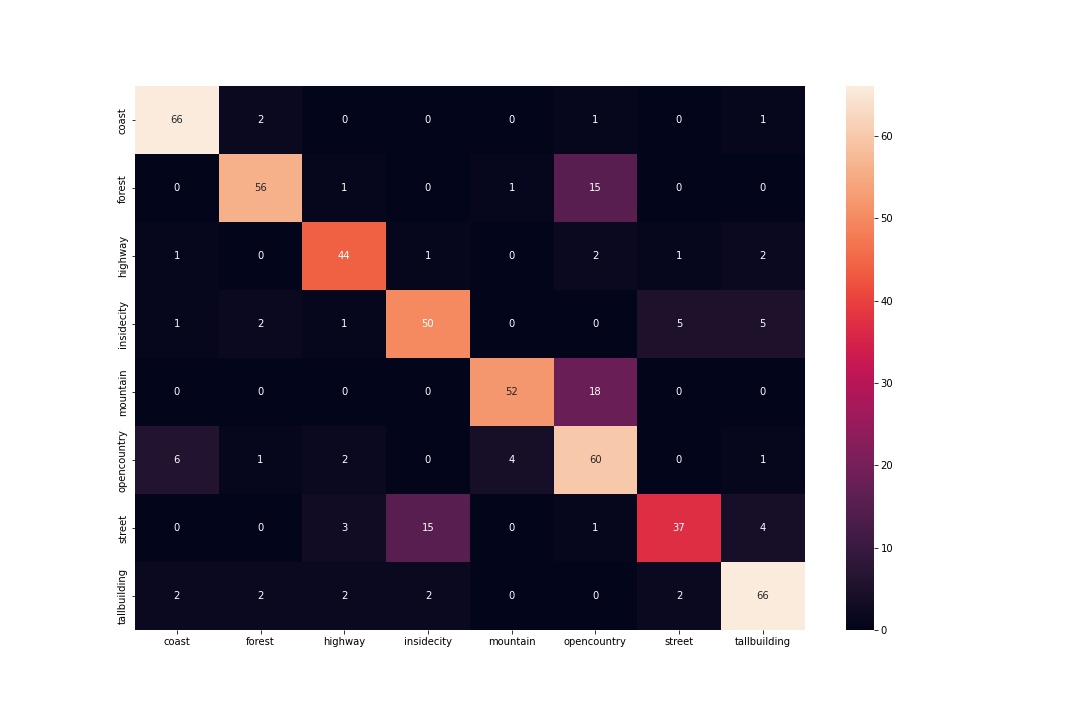 coast 66 2 0 0 0 1 0 1
forest 0 56 1 0 1 15 0 0
highway 1 0 44 1 0 2 1 2
insidecity 1 2 1 50 0 0 5 5
mountain 0 0 0 0 52 18 0 0
opencountry 6 1 2 0 4 60 0 1
street 0 0 3 15 0 1 37 4
tallbuilding 2 2 2 2 0 0 2 66
coast forest highway insidecity mountain opencountry street tallbuilding
60
50
40
30
20
10
0